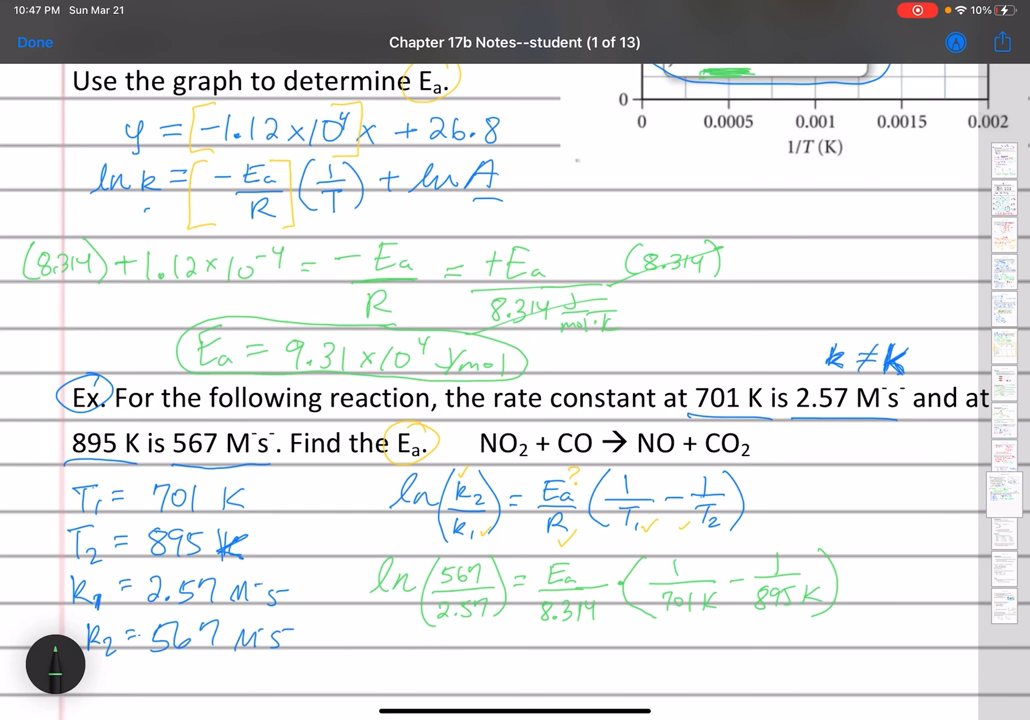 10:47 PM Sun Mar 21 10%
Done Chapter 17b Notes--student (1 of 13)
Use the graph to determine Eₐ.
0
0 0.0005 0.001 0.0015 0.002
1/T (K)
y = [-1.12 x10⁴]x + 26.8
ln k = [-Ea/R] (1/T) + ln A
(8.314) + 1.12 x 10⁻⁴ = -Ea/R = +Ea/8.314 J/mol·K (8.314)
Ea = 9.31 x10⁴ J/mol
k ≠ K
Ex. For the following reaction, the rate constant at 701 K is 2.57 M⁻s⁻ and at
895 K is 567 M⁻s⁻. Find the Eₐ. NO₂ + CO → NO + CO₂
T₁ = 701 K
ln(k₂/k₁) = Ea/R (1/T₁ - 1/T₂)
?
T₂ = 895 K
k₁ = 2.57 M⁻s⁻
ln(567/2.57) = Ea/8.314 · (1/701 K - 1/895 K)
k₂ = 567 M⁻s⁻